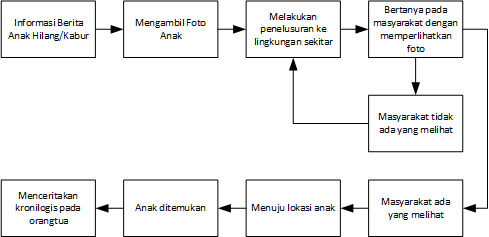 Informasi Berita
Anak Hilang/Kabur
Mengambil Foto
Anak
Melakukan
penelusuran ke
lingkungan sekitar
Bertanya pada
masyarakat dengan
memperlihatkan
foto
Masyarakat tidak
ada yang melihat
Menceritakan
kronilogis pada
orangtua
Anak ditemukan
Menuju lokasi anak
Masyarakat ada
yang melihat